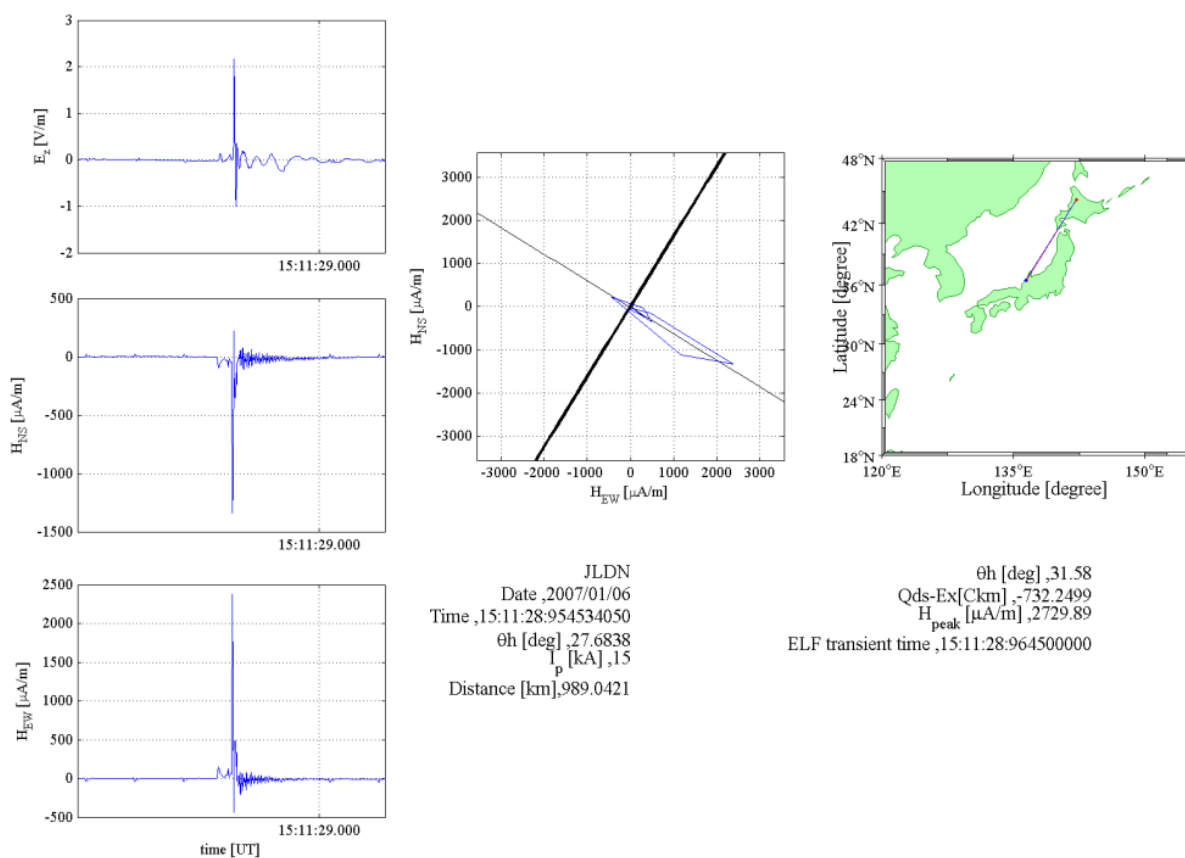 3
2
1
0
-1
-2
E_z [V/m]
15:11:29.000
500
0
-500
-1000
-1500
H_NS [μA/m]
15:11:29.000
2500
2000
1500
1000
500
0
-500
H_EW [μA/m]
15:11:29.000
time [UT]
3000
2000
1000
0
-1000
-2000
-3000
H_NS [μA/m]
-3000 -2000 -1000 0 1000 2000 3000
H_EW [μA/m]
48°N
42°N
36°N
30°N
24°N
18°N
Latitude [degree]
120°E 135°E 150°E
Longitude [degree]
JLDN
Date ,2007/01/06
Time ,15:11:28:954534050
θh [deg] ,27.6838
I_p [kA] ,15
Distance [km],989.0421
θh [deg] ,31.58
Qds-Ex[Ckm] ,-732.2499
H_peak [μA/m] ,2729.89
ELF transient time ,15:11:28:964500000